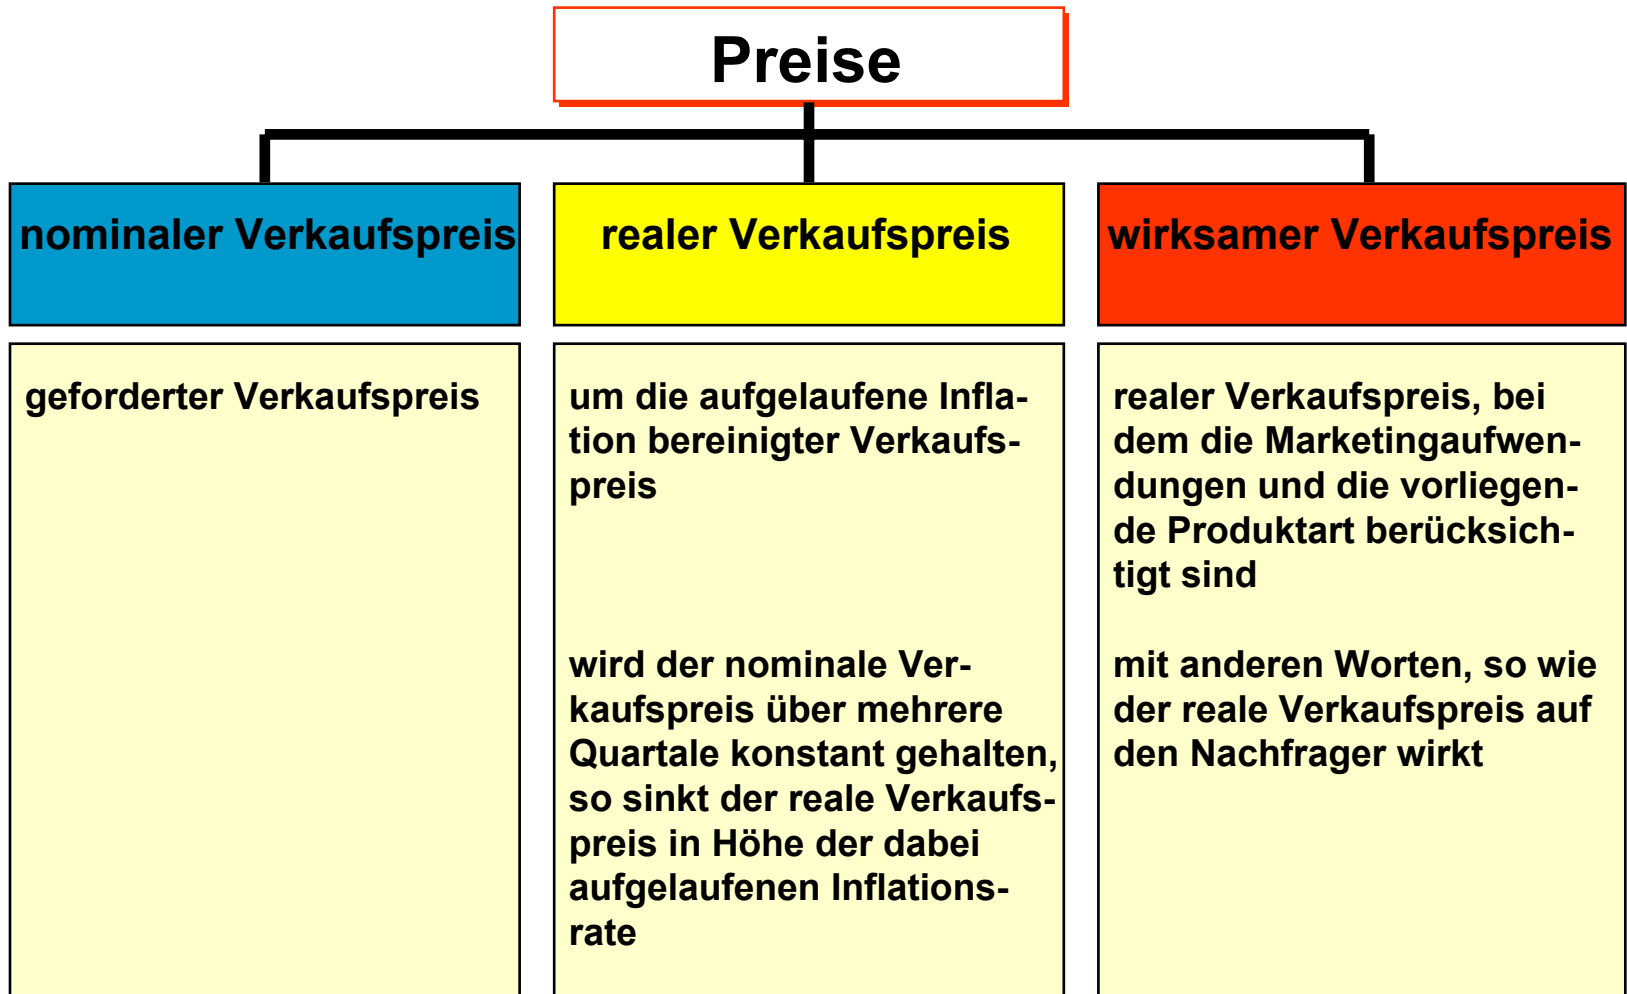 Preise
nominaler Verkaufspreis
realer Verkaufspreis
wirksamer Verkaufspreis
geforderter Verkaufspreis
um die aufgelaufene Infla-
tion bereinigter Verkaufs-
preis
wird der nominale Ver-
kaufspreis über mehrere
Quartale konstant gehalten,
so sinkt der reale Verkaufs-
preis in Höhe der dabei
aufgelaufenen Inflations-
rate
realer Verkaufspreis, bei
dem die Marketingaufwen-
dungen und die vorliegen-
de Produktart berücksich-
tigt sind
mit anderen Worten, so wie
der reale Verkaufspreis auf
den Nachfrager wirkt